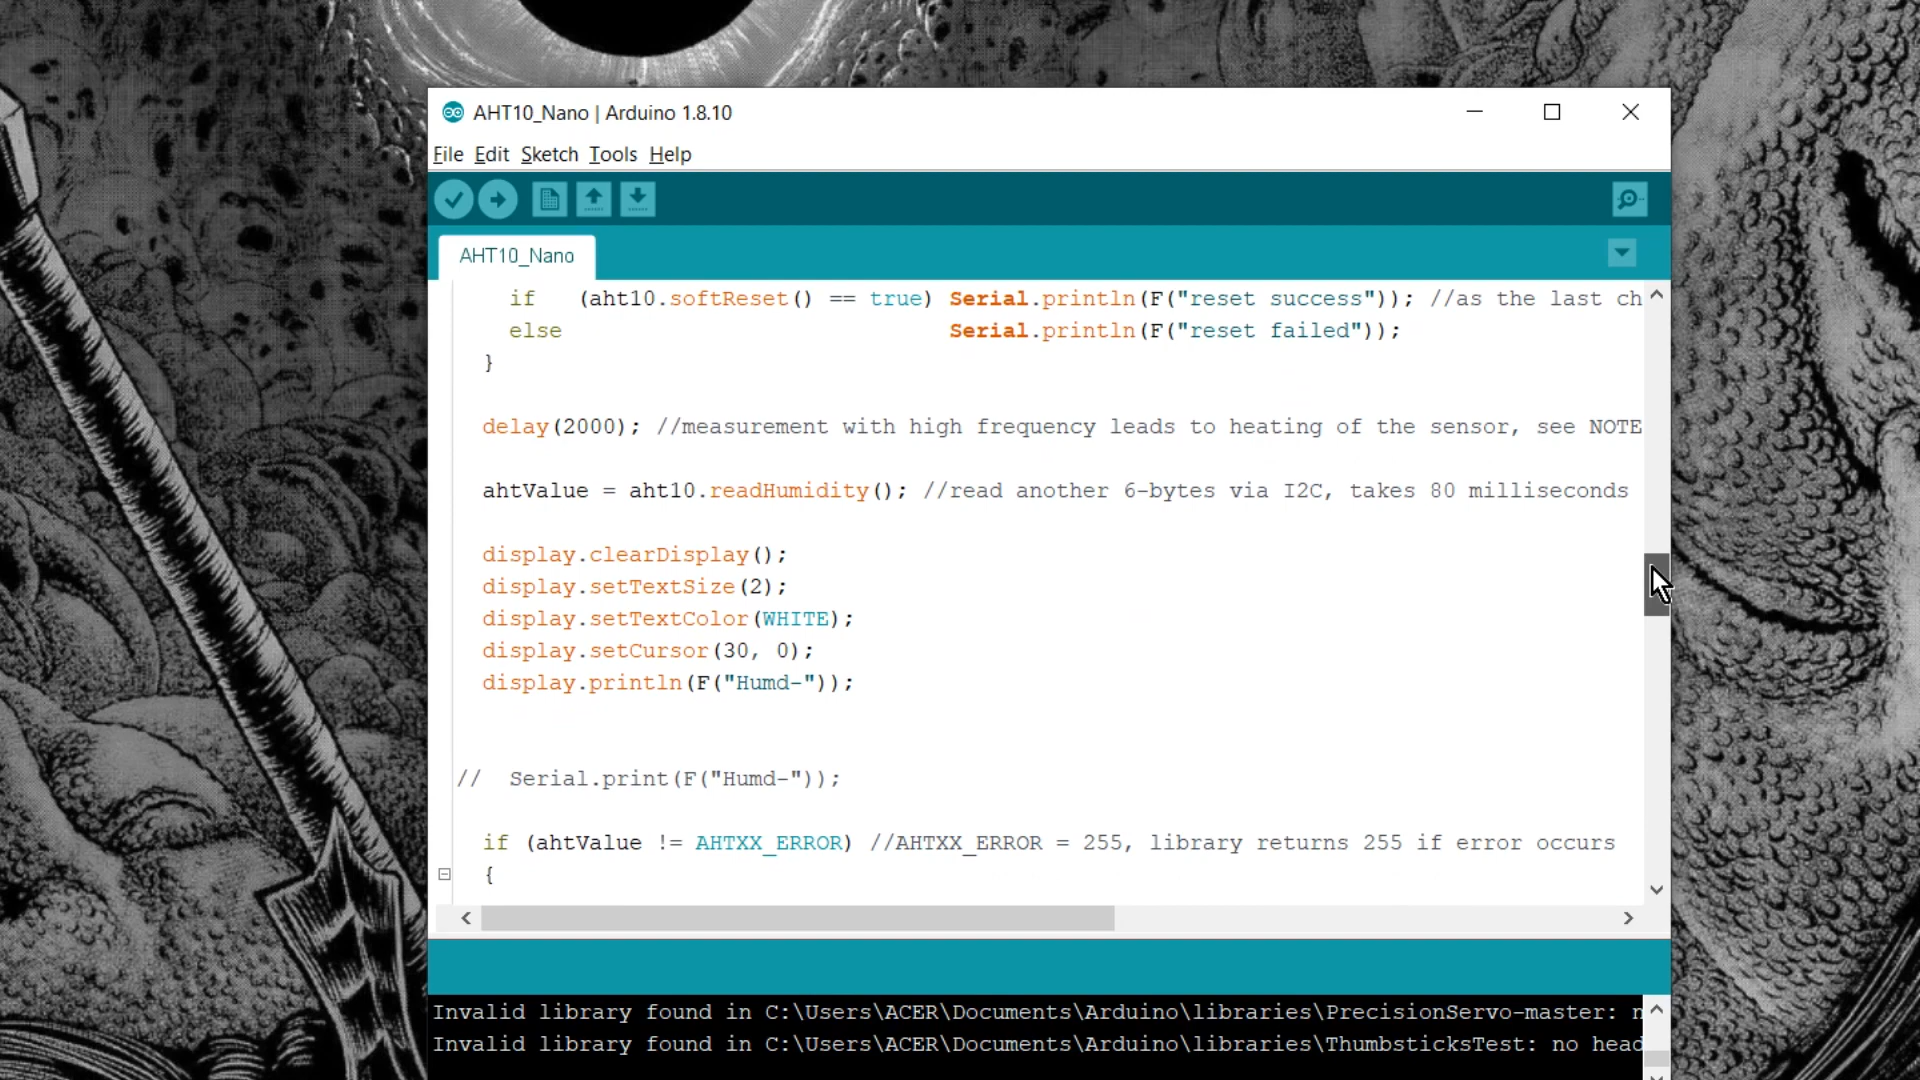 AHT10_Nano | Arduino 1.8.10
File Edit Sketch Tools Help
AHT10_Nano
if (aht10.softReset() == true) Serial.println(F("reset success")); //as the last ch
else Serial.println(F("reset failed"));
}
delay(2000); //measurement with high frequency leads to heating of the sensor, see NOTE
ahtValue = aht10.readHumidity(); //read another 6-bytes via I2C, takes 80 milliseconds
display.clearDisplay();
display.setTextSize(2);
display.setTextColor(WHITE);
display.setCursor(30, 0);
display.println(F("Humd-"));
// Serial.print(F("Humd-"));
if (ahtValue != AHTXX_ERROR) //AHTXX_ERROR = 255, library returns 255 if error occurs
{
Invalid library found in C:\Users\ACER\Documents\Arduino\libraries\PrecisionServo-master: n
Invalid library found in C:\Users\ACER\Documents\Arduino\libraries\ThumbsticksTest: no head